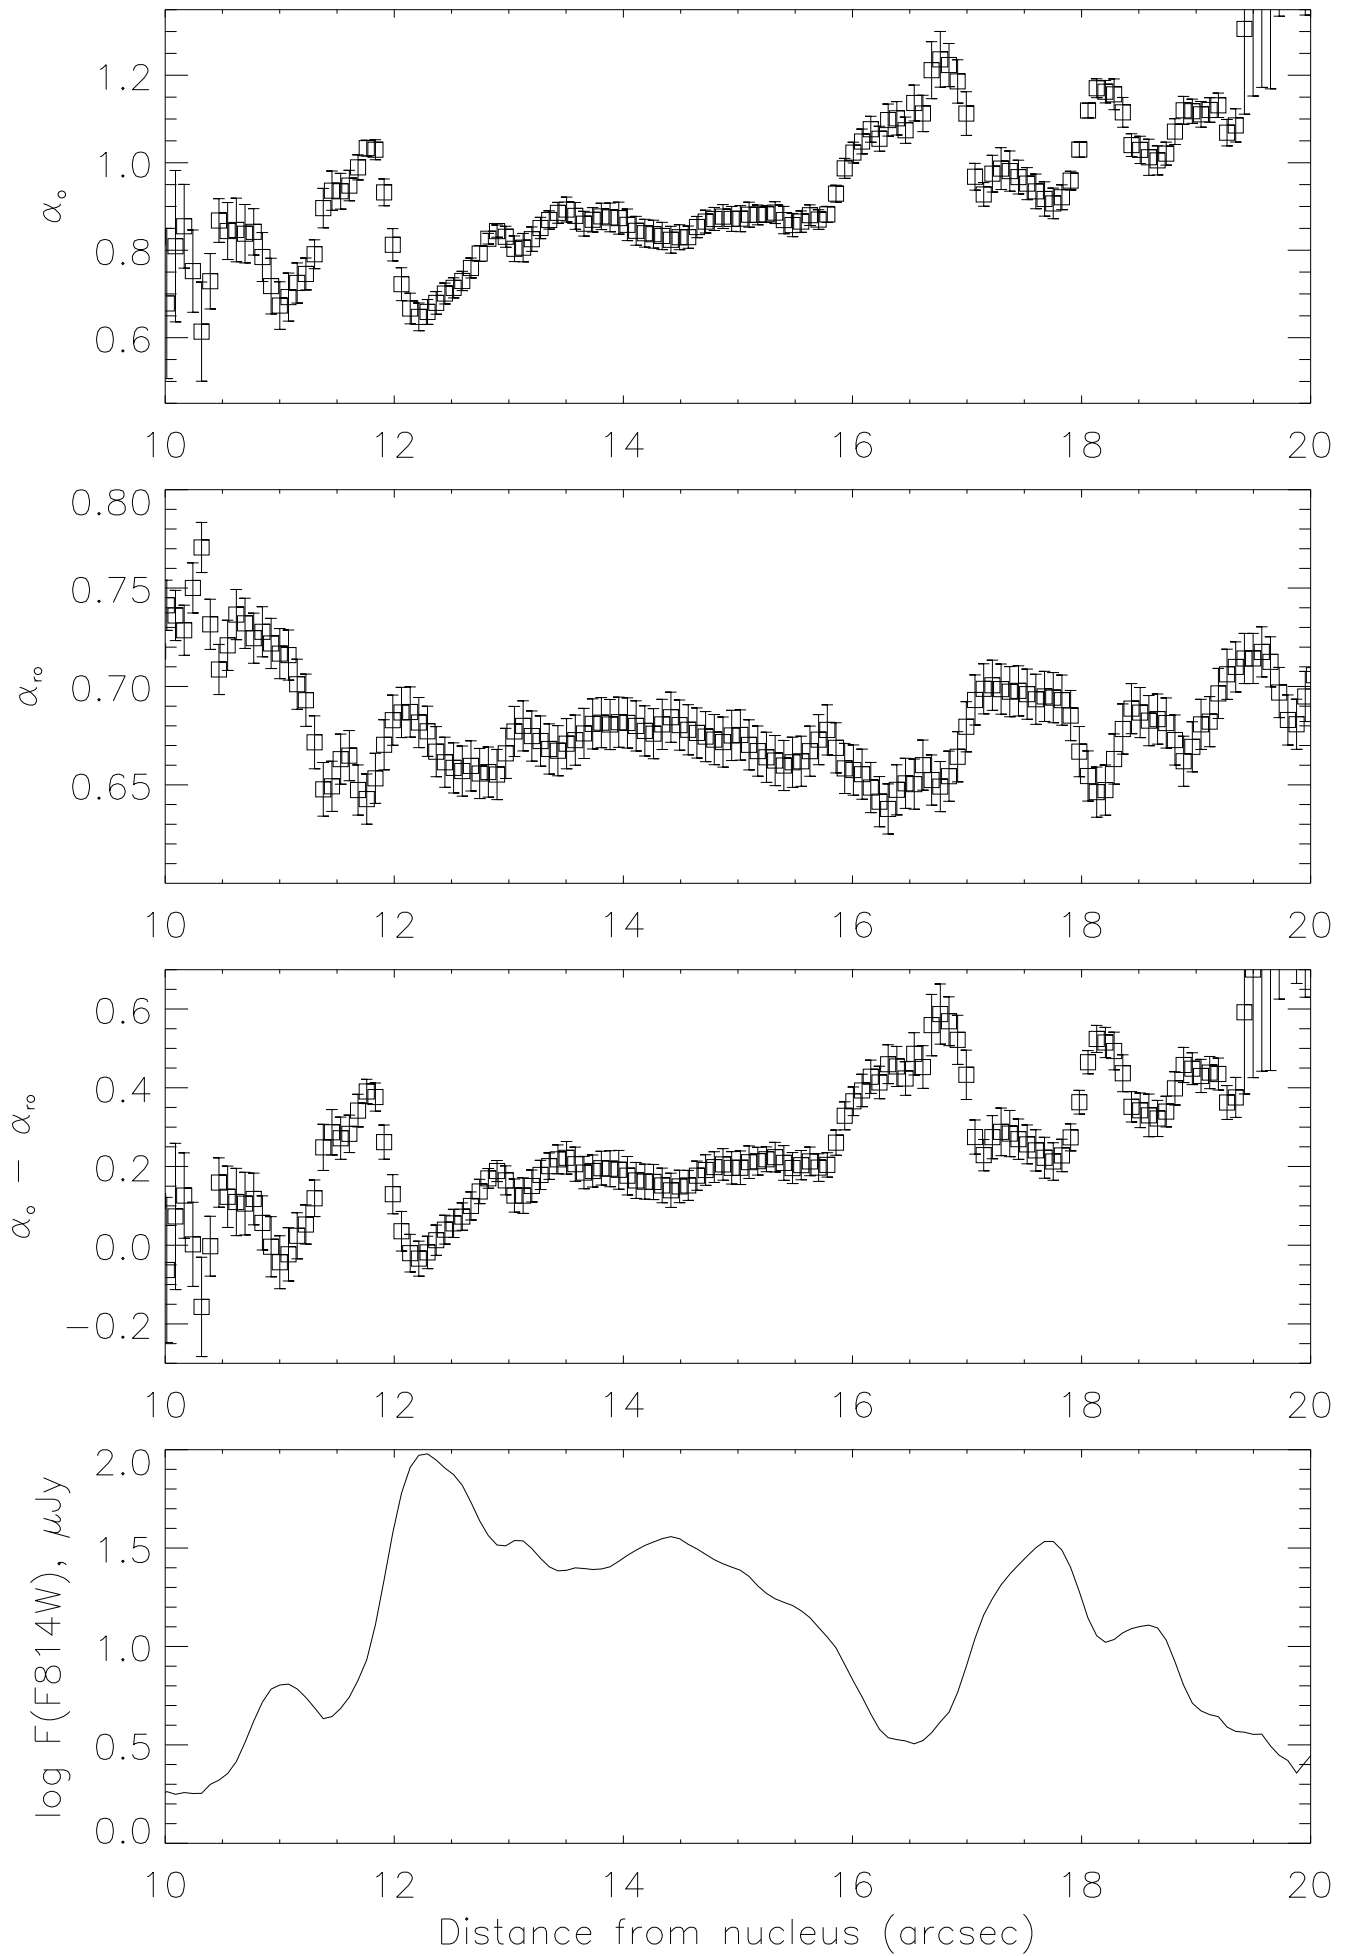 1.2
1.0
0.8
0.6
αo
10 12 14 16 18 20
0.80
0.75
0.70
0.65
αro
10 12 14 16 18 20
0.6
0.4
0.2
0.0
−0.2
αo − αro
10 12 14 16 18 20
2.0
1.5
1.0
0.5
0.0
log F(F814W), μJy
10 12 14 16 18 20
Distance from nucleus (arcsec)